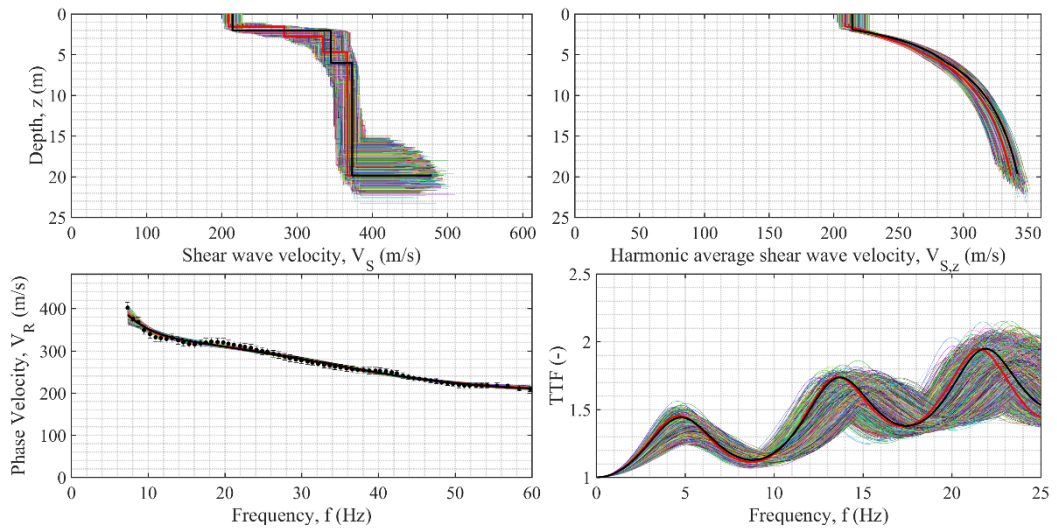 0
5
10
15
20
25
Depth, z (m)
0 100 200 300 400 500 600
Shear wave velocity, V_S (m/s)
0
5
10
15
20
25
0 50 100 150 200 250 300 350
Harmonic average shear wave velocity, V_S,z (m/s)
400
300
200
100
0
Phase Velocity, V_R (m/s)
0 10 20 30 40 50 60
Frequency, f (Hz)
2.5
2
1.5
1
TTF (-)
0 5 10 15 20 25
Frequency, f (Hz)